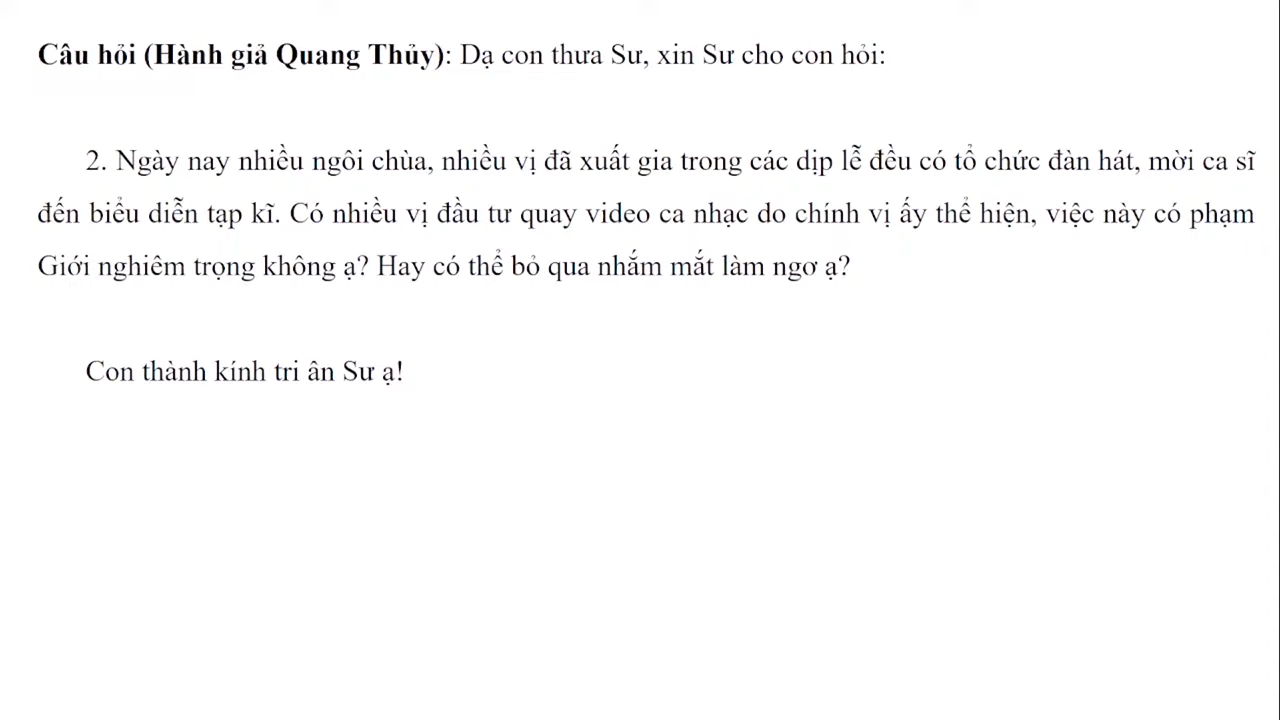 Câu hỏi (Hành giả Quang Thủy): Dạ con thưa Sư, xin Sư cho con hỏi:
2. Ngày nay nhiều ngôi chùa, nhiều vị đã xuất gia trong các dịp lễ đều có tổ chức đàn hát, mời ca sĩ
đến biểu diễn tạp kĩ. Có nhiều vị đầu tư quay video ca nhạc do chính vị ấy thể hiện, việc này có phạm
Giới nghiêm trọng không ạ? Hay có thể bỏ qua nhắm mắt làm ngơ ạ?
Con thành kính tri ân Sư ạ!